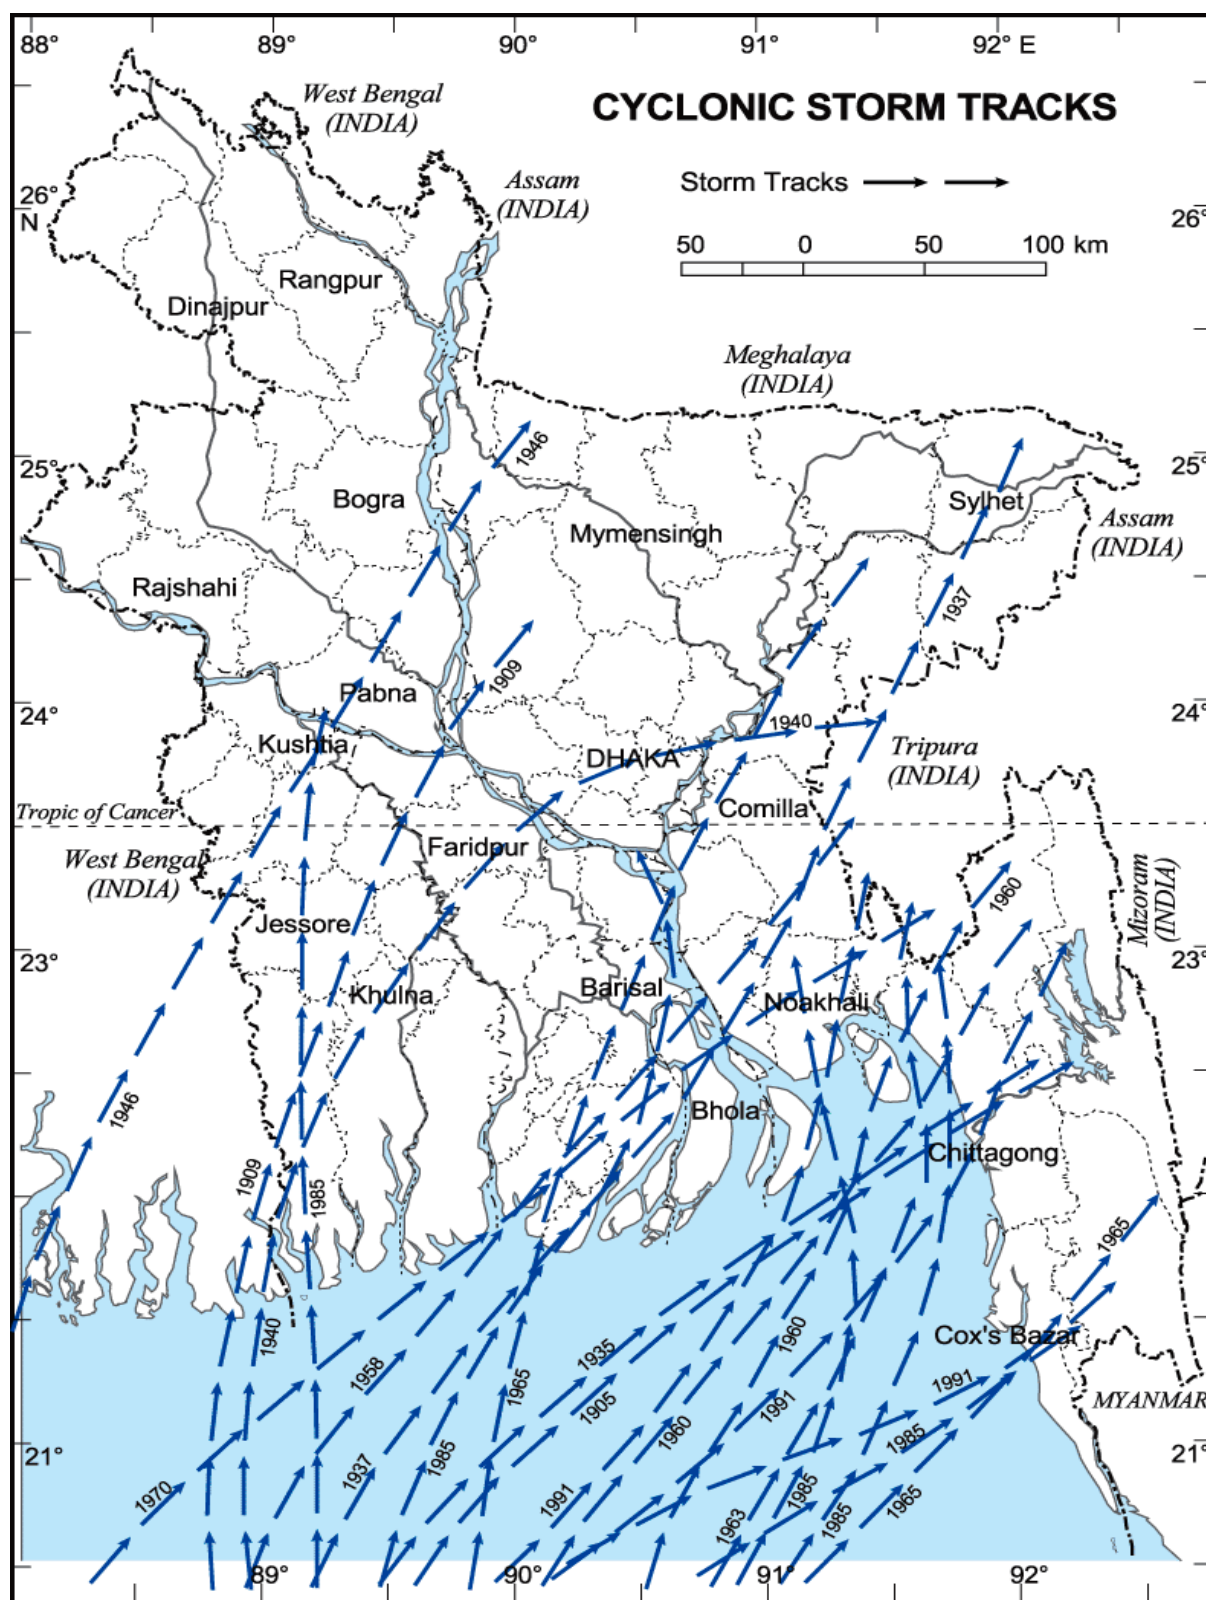 88°
89°
90°
91°
92° E
West Bengal
(INDIA)
CYCLONIC STORM TRACKS
Assam
(INDIA)
Storm Tracks
26°
N
26°
50
0
50
100 km
Rangpur
Dinajpur
Meghalaya
(INDIA)
1946
25°
25°
Bogra
Sylhet
Mymensingh
Assam
(INDIA)
Rajshahi
1937
1909
Pabna
24°
24°
1940
Kushtia
DHAKA
Tripura
(INDIA)
Tropic of Cancer
Comilla
West Bengal
(INDIA)
Faridpur
1960
Mizoram
(INDIA)
Jessore
23°
23°
Khulna
Barisal
Noakhali
1946
Bhola
Chittagong
1909
1985
1965
1940
1935
1960
Cox's Bazar
1958
1965
1905
1991
1991
MYANMAR
1960
21°
21°
1937
1985
1985
1970
1991
1963
1985
1985
1965
89°
90°
91°
92°